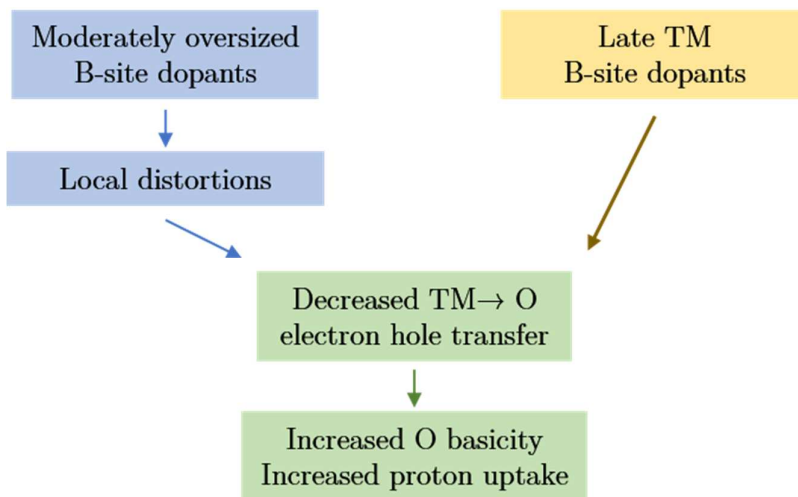 Moderately oversized
B-site dopants
Late TM
B-site dopants
Local distortions
Decreased TM→ O
electron hole transfer
Increased O basicity
Increased proton uptake